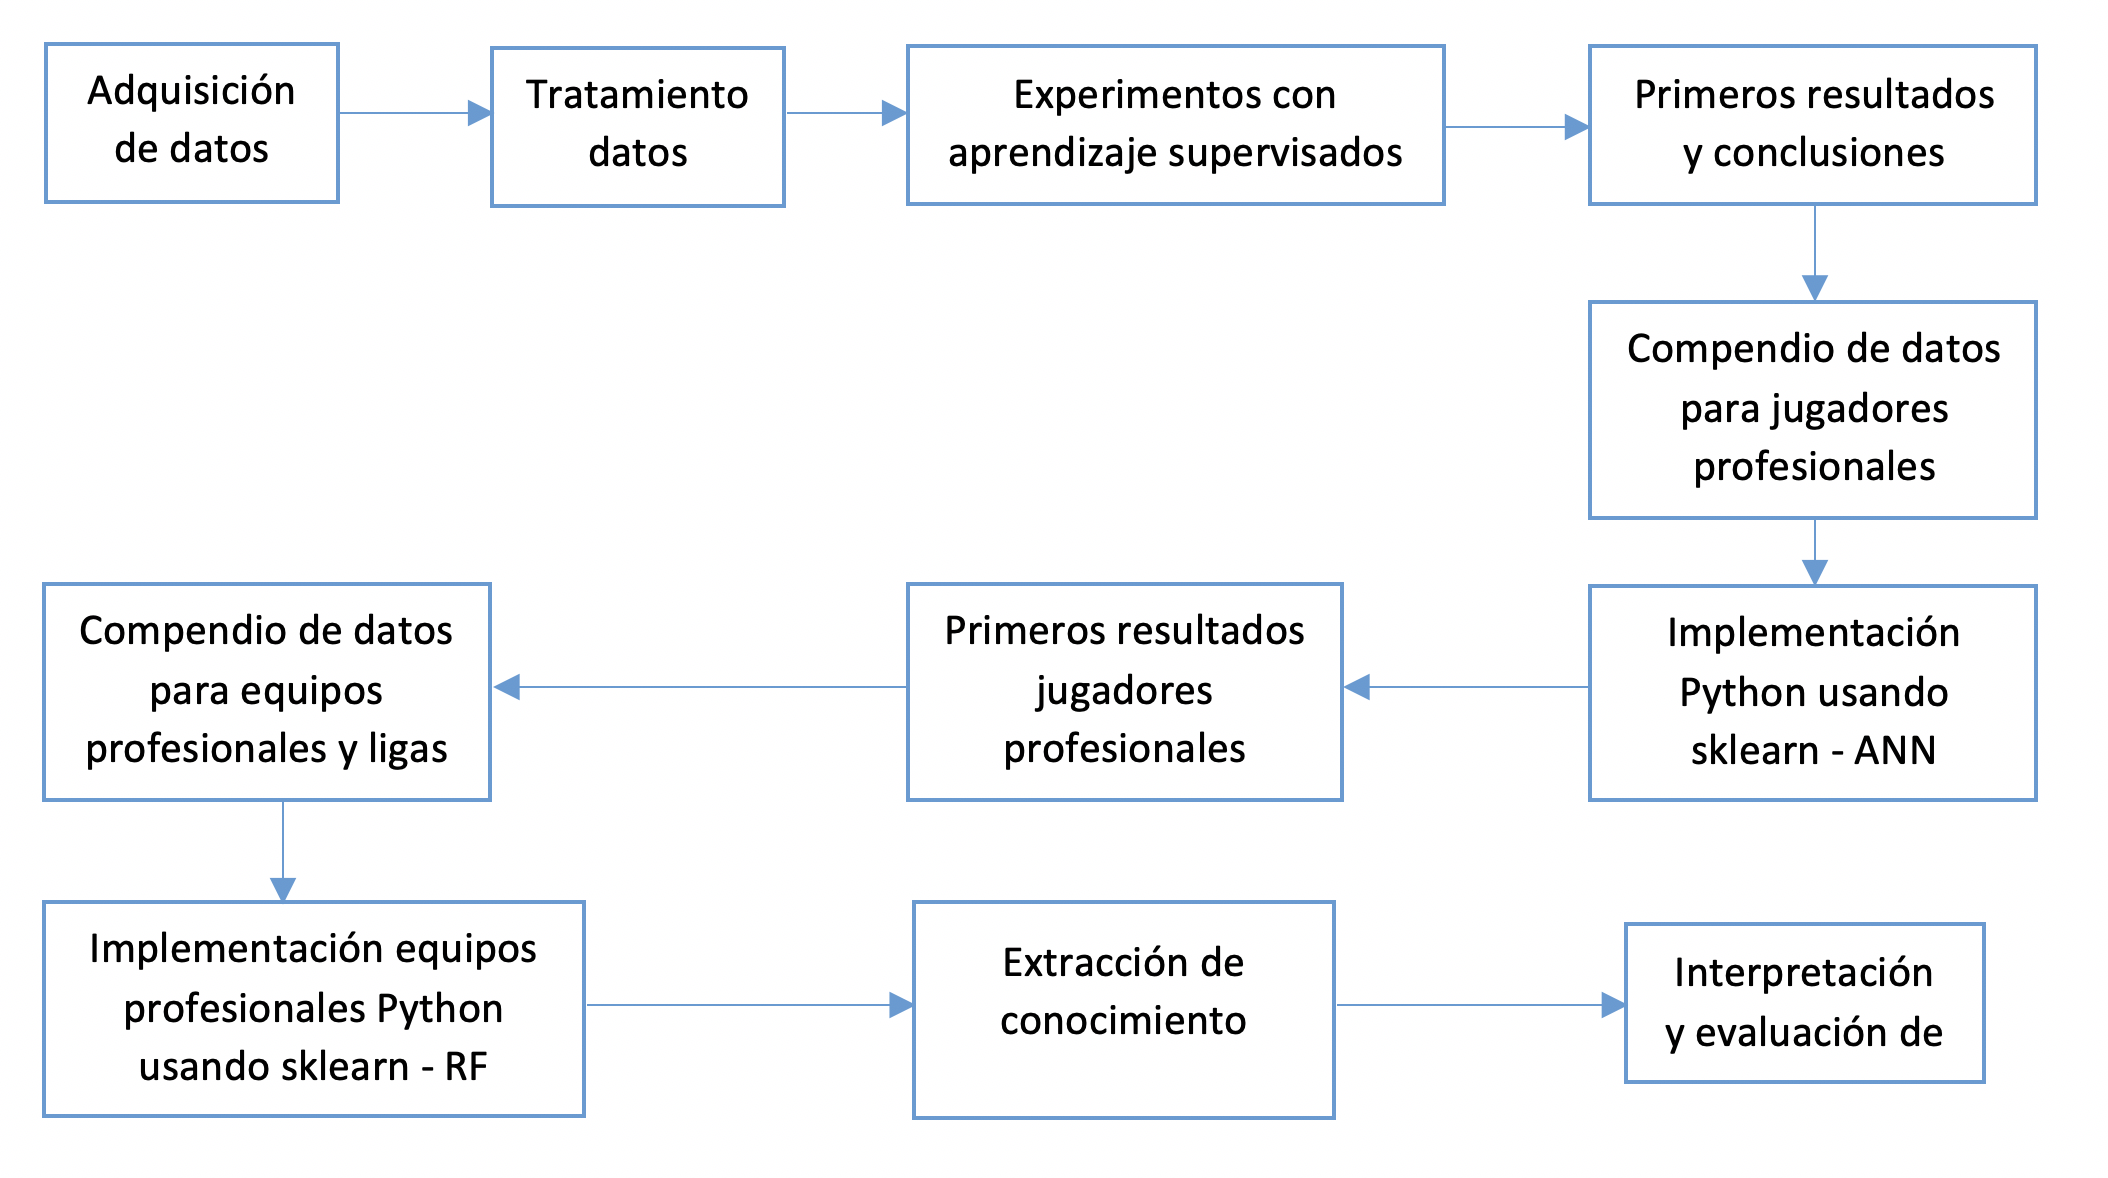 Adquisición
de datos
Tratamiento
datos
Experimentos con
aprendizaje supervisados
Primeros resultados
y conclusiones
Compendio de datos
para jugadores
profesionales
Implementación
Python usando
sklearn - ANN
Primeros resultados
jugadores
profesionales
Compendio de datos
para equipos
profesionales y ligas
Implementación equipos
profesionales Python
usando sklearn - RF
Extracción de
conocimiento
Interpretación
y evaluación de